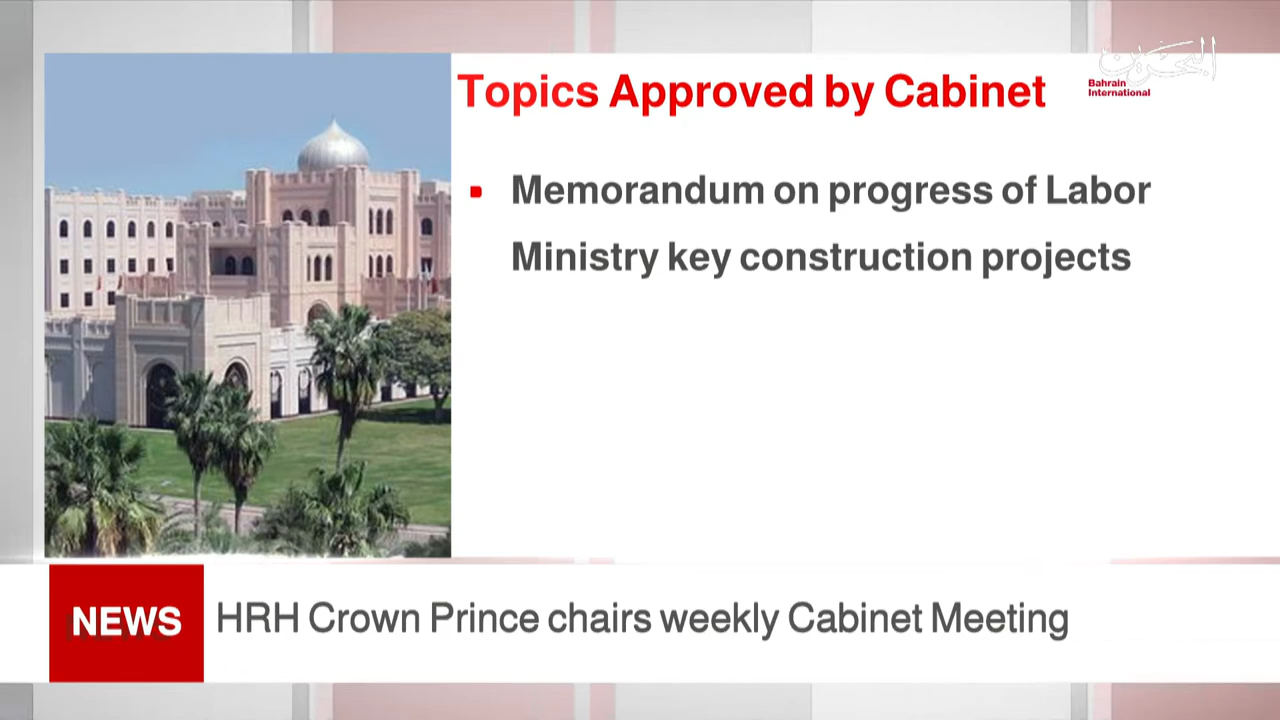 Topics Approved by Cabinet
البحرين
Bahrain
International
Memorandum on progress of Labor
Ministry key construction projects
NEWS
HRH Crown Prince chairs weekly Cabinet Meeting